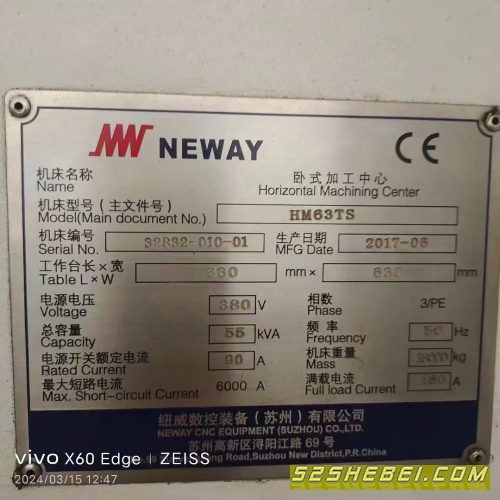 NEWAY CE
机床名称 卧式加工中心
Name Horizontal Machining Center
机床型号（主文件号） HM63TS
Model(Main document No.)
机床编号 32832-010-01 生产日期 2017-06
Serial No. MFG Date
工作台长×宽 630 mm× 630 mm
Table L×W
电源电压 380 V 相数 3/PE
Voltage Phase
总容量 55 kVA 频率 50 Hz
Capacity Frequency
电源开关额定电流 90 A 机床重量 18000 kg
Rated Current Mass
最大短路电流 6000 A 满载电流 A
Max. Short-circuit Current Full load Current
纽威数控装备（苏州）有限公司
NEWAY CNC EQUIPMENT (SUZHOU) CO.,LTD.
苏州高新区浔阳江路 69 号
Road,Suzhou New District,P.R.China
vivo X60 Edge | ZEISS
2024/03/15 12:47
52SHEBEI.COM